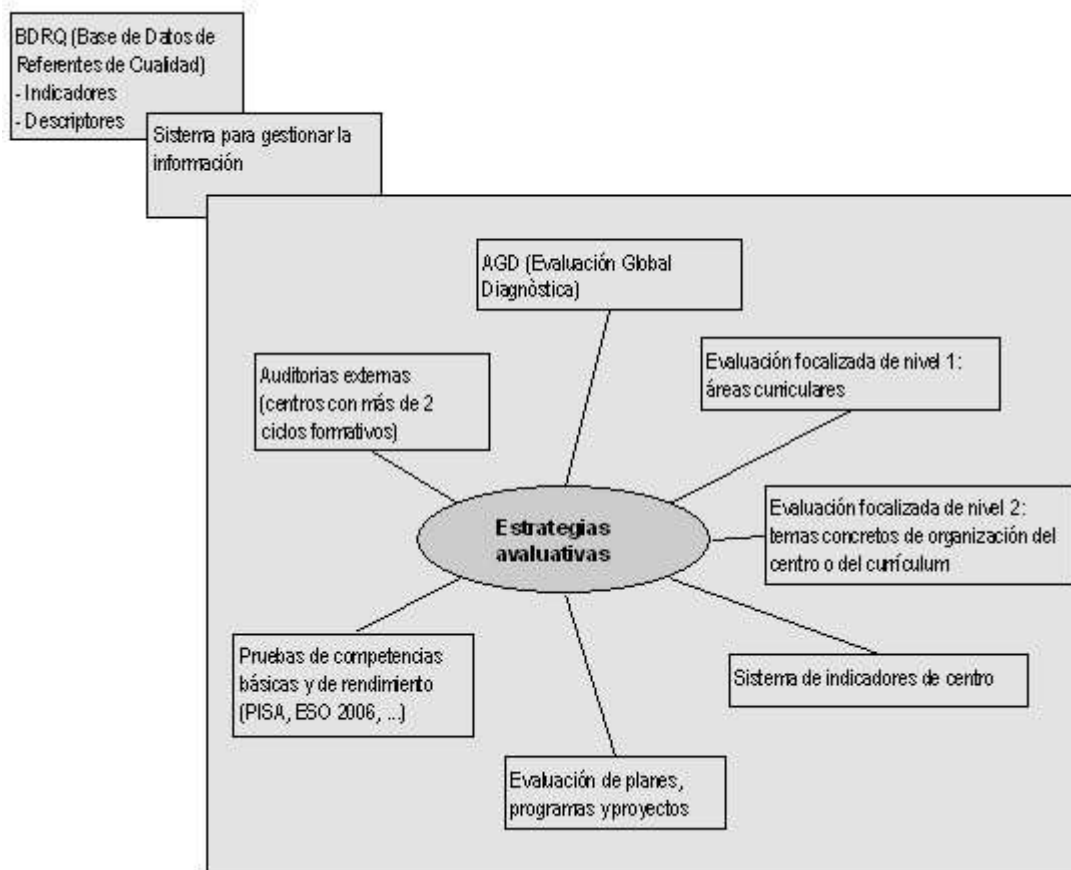 BDRQ (Base de Datos de
Referentes de Cualidad)
- Indicadores
- Descriptores
Sistema para gestionar la
información
AGD (Evaluación Global
Diagnòstica)
Evaluación focalizada de nivel 1:
áreas curriculares
Auditorias externas
(centros con más de 2
ciclos formativos)
Evaluación focalizada de nivel 2:
temas concretos de organización del
centro o del currículum
Estrategias
avaluativas
Pruebas de competencias
básicas y de rendimiento
(PISA, ESO 2006, ...)
Sistema de indicadores de centro
Evaluación de planes,
programas y proyectos